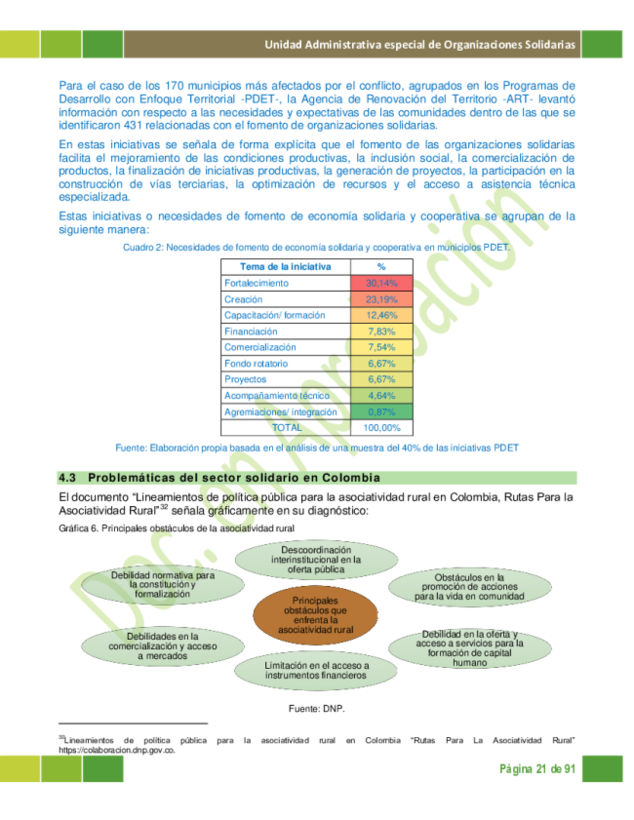 Unidad Administrativa especial de Organizaciones Solidarias
Para el caso de los 170 municipios más afectados por el conflicto, agrupados en los Programas de
Desarrollo con Enfoque Territorial -PDET-, la Agencia de Renovación del Territorio -ART- levantó
información con respecto a las necesidades y expectativas de las comunidades dentro de las que se
identificaron 431 relacionadas con el fomento de organizaciones solidarias.
En estas iniciativas se señala de forma explícita que el fomento de las organizaciones solidarias
facilita el mejoramiento de las condiciones productivas, la inclusión social, la comercialización de
productos, la finalización de iniciativas productivas, la generación de proyectos, la participación en la
construcción de vías terciarias, la optimización de recursos y el acceso a asistencia técnica
especializada.
Estas iniciativas o necesidades de fomento de economía solidaria y cooperativa se agrupan de la
siguiente manera:
Cuadro 2: Necesidades de fomento de economía solidaria y cooperativa en municipios PDET.
Tema de la iniciativa %
Fortalecimiento 30,14%
Creación 23,19%
Capacitación/ formación 12,46%
Financiación 7,83%
Comercialización 7,54%
Fondo rotatorio 6,67%
Proyectos 6,67%
Acompañamiento técnico 4,64%
Agremiaciones/ integración 0,87%
TOTAL 100,00%
Fuente: Elaboración propia basada en el análisis de una muestra del 40% de las iniciativas PDET
4.3 Problemáticas del sector solidario en Colombia
El documento “Lineamientos de política pública para la asociatividad rural en Colombia, Rutas Para la
Asociatividad Rural”32 señala gráficamente en su diagnóstico:
Gráfica 6. Principales obstáculos de la asociatividad rural
Descoordinación
interinstitucional en la
oferta pública
Debilidad normativa para
la constitución y
formalización
Obstáculos en la
promoción de acciones
para la vida en comunidad
Principales
obstáculos que
enfrenta la
asociatividad rural
Debilidades en la
comercialización y acceso
a mercados
Debilidad en la oferta y
acceso a servicios para la
formación de capital
humano
Limitación en el acceso a
instrumentos financieros
Fuente: DNP.
Lineamientos de política pública para la asociatividad rural en Colombia “Rutas Para La Asociatividad Rural”
https://colaboracion.dnp.gov.co.
Página 21 de 91
Doc. en Aprobación